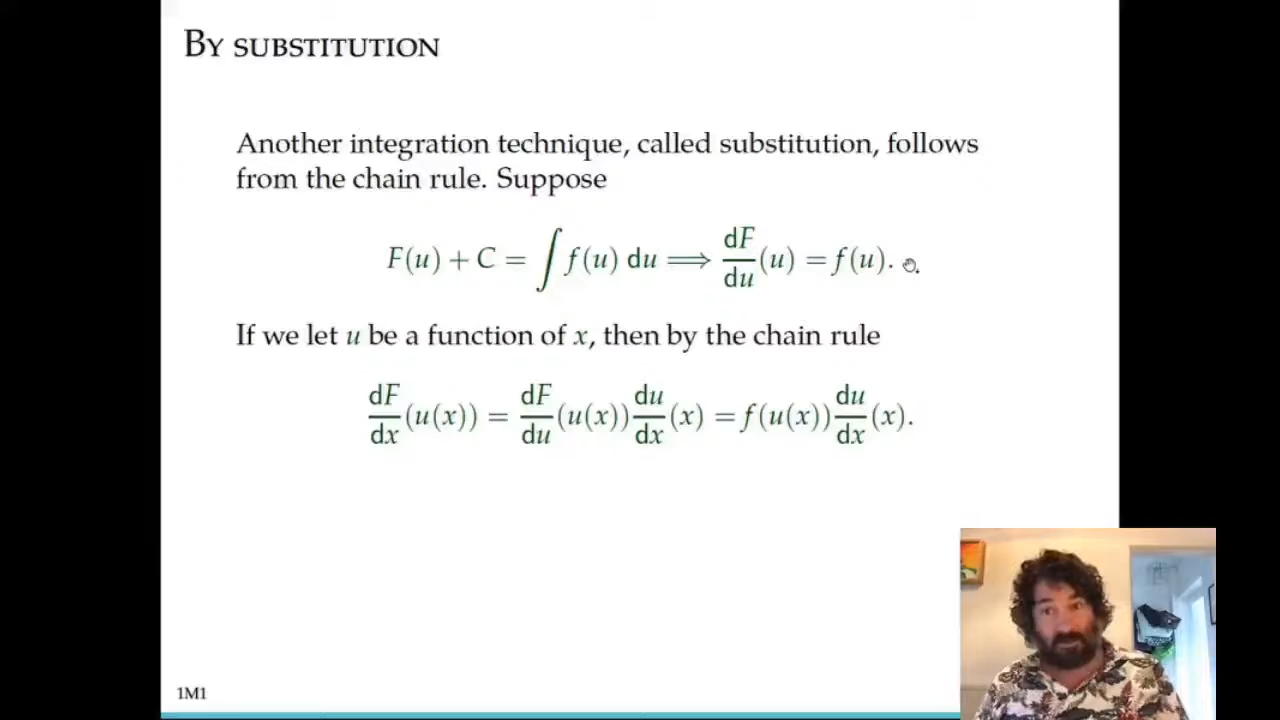 By substitution
Another integration technique, called substitution, follows
from the chain rule. Suppose
F(u) + C = ∫ f(u) du ⟹ dF/du (u) = f(u).
If we let u be a function of x, then by the chain rule
dF/dx (u(x)) = dF/du (u(x)) du/dx (x) = f(u(x)) du/dx (x).
1M1